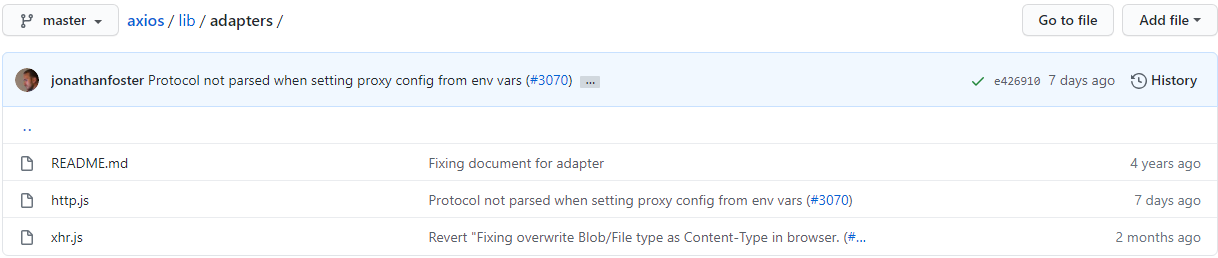 master axios / lib / adapters / Go to file Add file
jonathanfoster Protocol not parsed when setting proxy config from env vars (#3070) ... e426910 7 days ago History
..
README.md Fixing document for adapter 4 years ago
http.js Protocol not parsed when setting proxy config from env vars (#3070) 7 days ago
xhr.js Revert "Fixing overwrite Blob/File type as Content-Type in browser. (#... 2 months ago